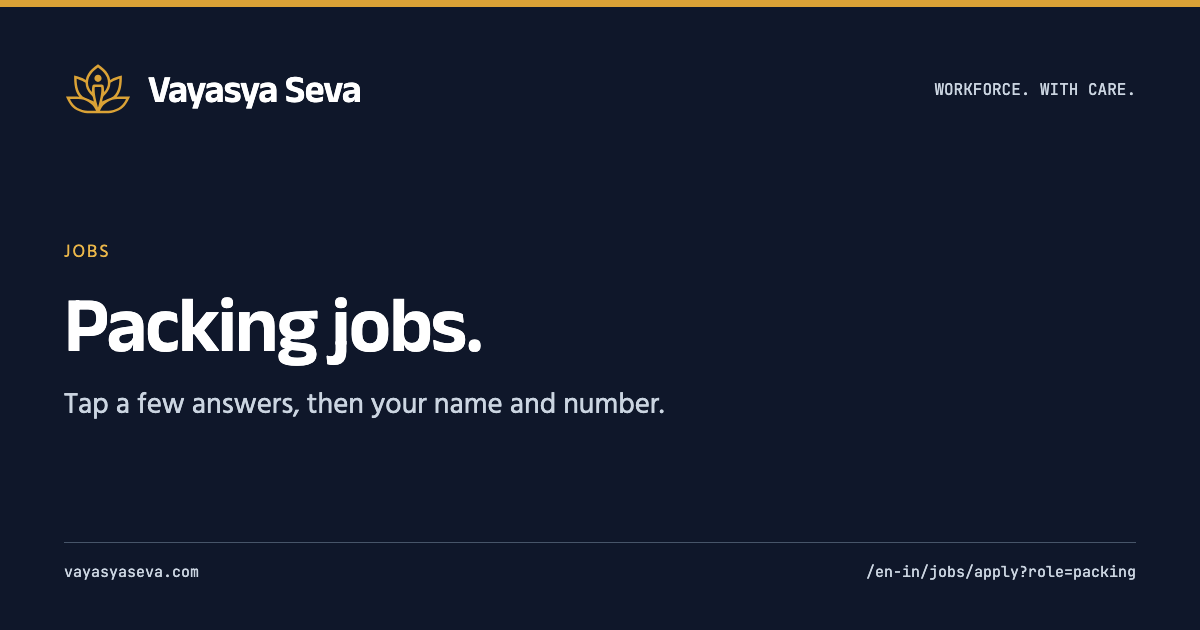 Vayasya Seva
WORKFORCE. WITH CARE.
JOBS
Packing jobs.
Tap a few answers, then your name and number.
vayasyaseva.com
/en-in/jobs/apply?role=packing